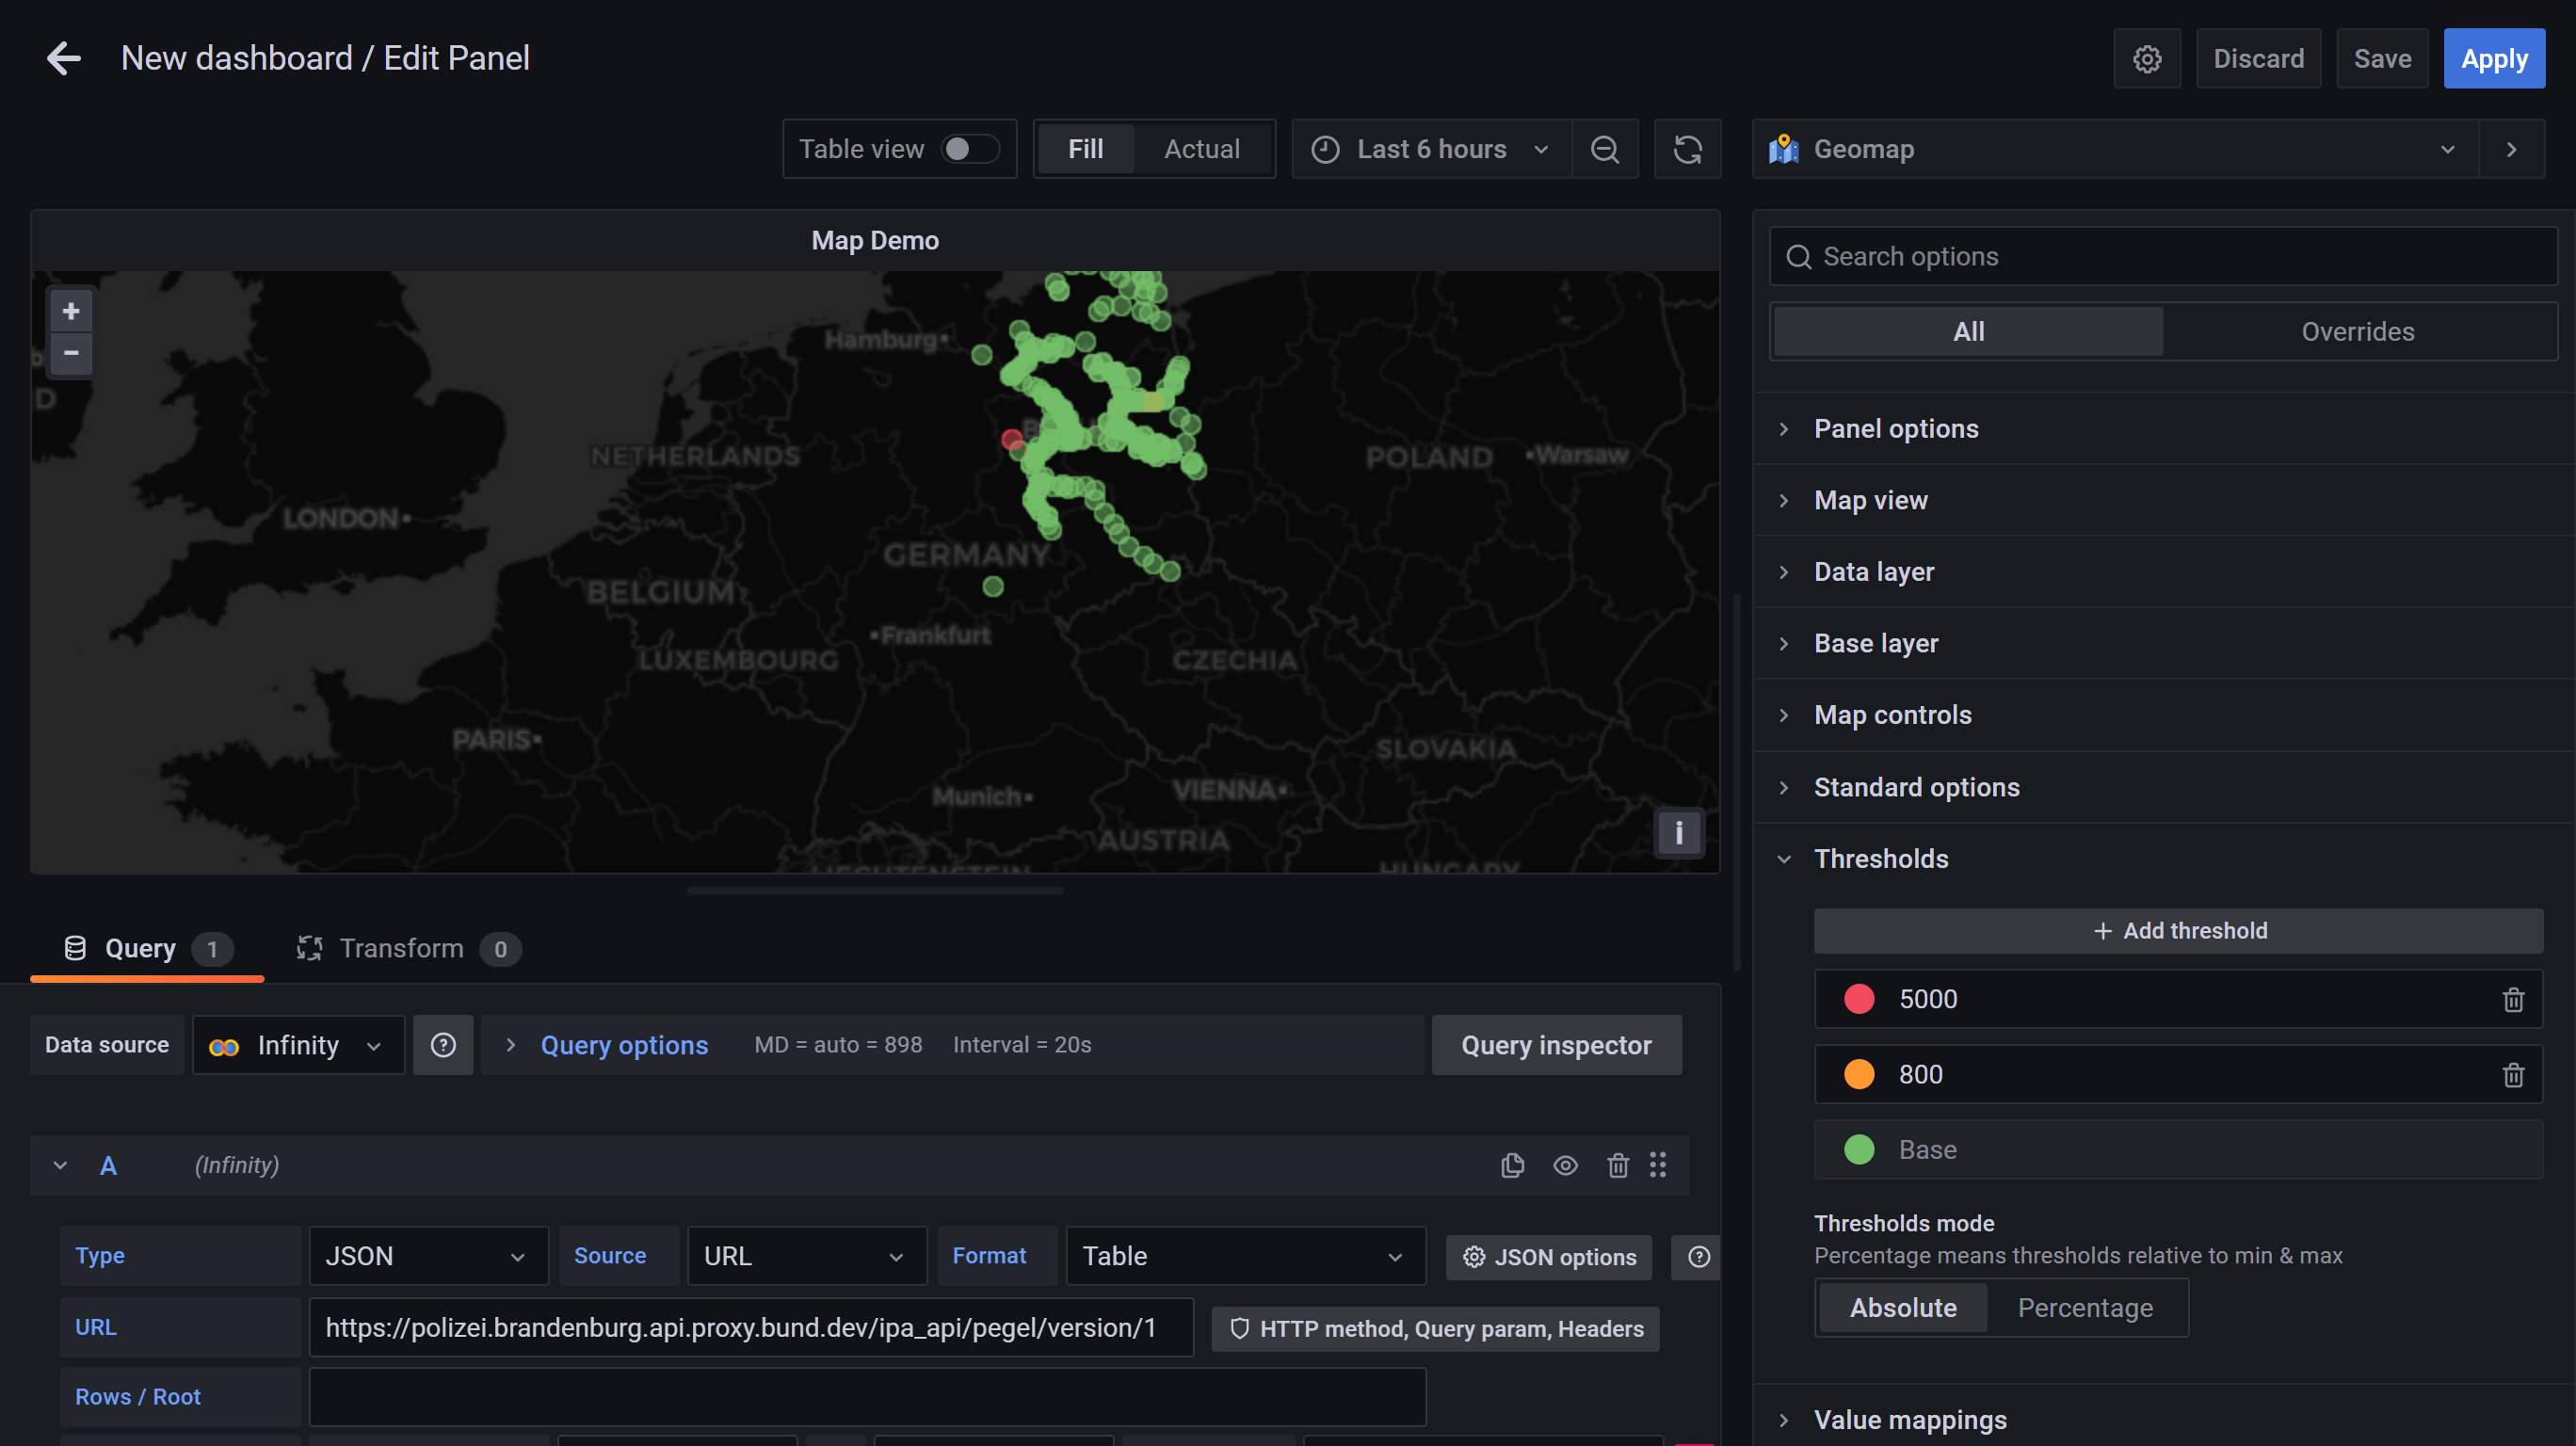 New dashboard / Edit Panel
Discard
Save
Apply
Table view
Fill
Actual
Last 6 hours
Geomap
Map Demo
Search options
All
Overrides
+
−
Hamburg
D
NETHERLANDS
POLAND
Warsaw
LONDON
GERMANY
BELGIUM
Frankfurt
LUXEMBOURG
CZECHIA
PARIS
SLOVAKIA
Munich
VIENNA
AUSTRIA
LIECHTENSTEIN
HUNGARY
i
Panel options
Map view
Data layer
Base layer
Map controls
Standard options
Thresholds
+ Add threshold
5000
800
Base
Thresholds mode
Percentage means thresholds relative to min & max
Absolute
Percentage
Value mappings
Query 1
Transform 0
Data source
Infinity
?
Query options
MD = auto = 898
Interval = 20s
Query inspector
A
(Infinity)
Type
JSON
Source
URL
Format
Table
JSON options
?
URL
https://polizei.brandenburg.api.proxy.bund.dev/ipa_api/pegel/version/1
HTTP method, Query param, Headers
Rows / Root